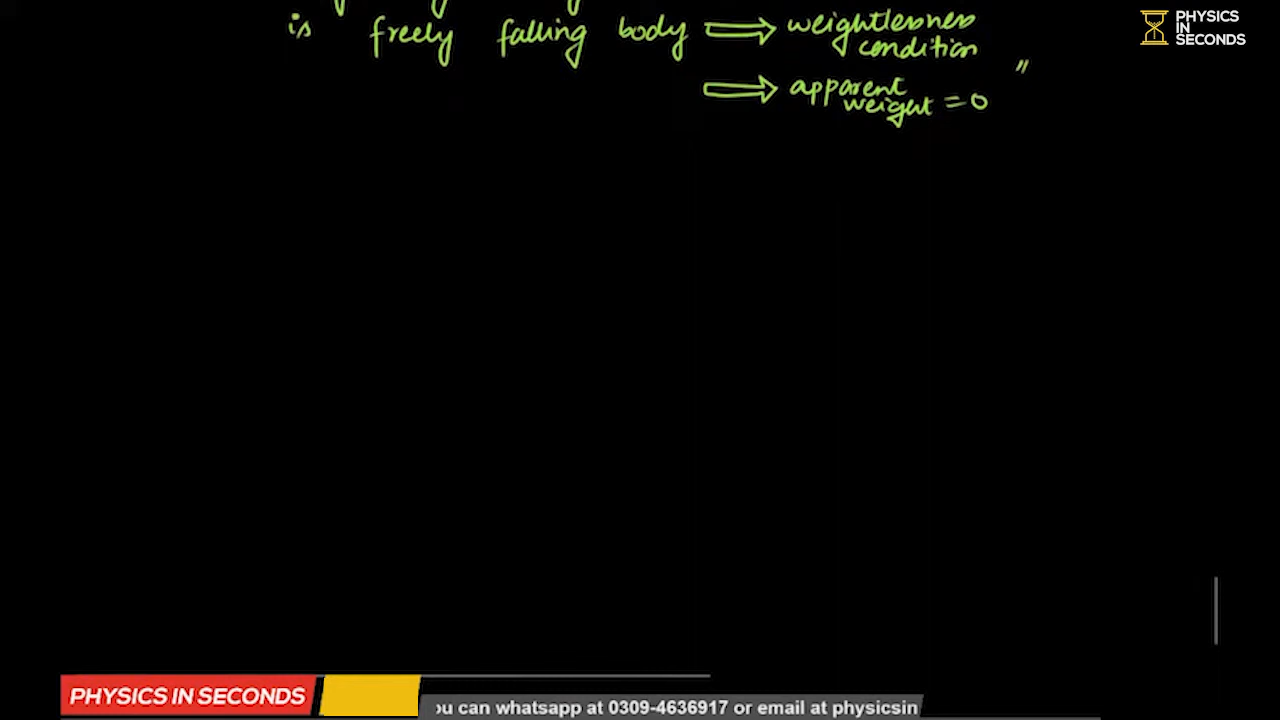 is freely falling body ⟹ weightlessness
condition "
⟹ apparent
weight = 0
PHYSICS
IN
SECONDS
PHYSICS IN SECONDS
ou can whatsapp at 0309-4636917 or email at physicsin